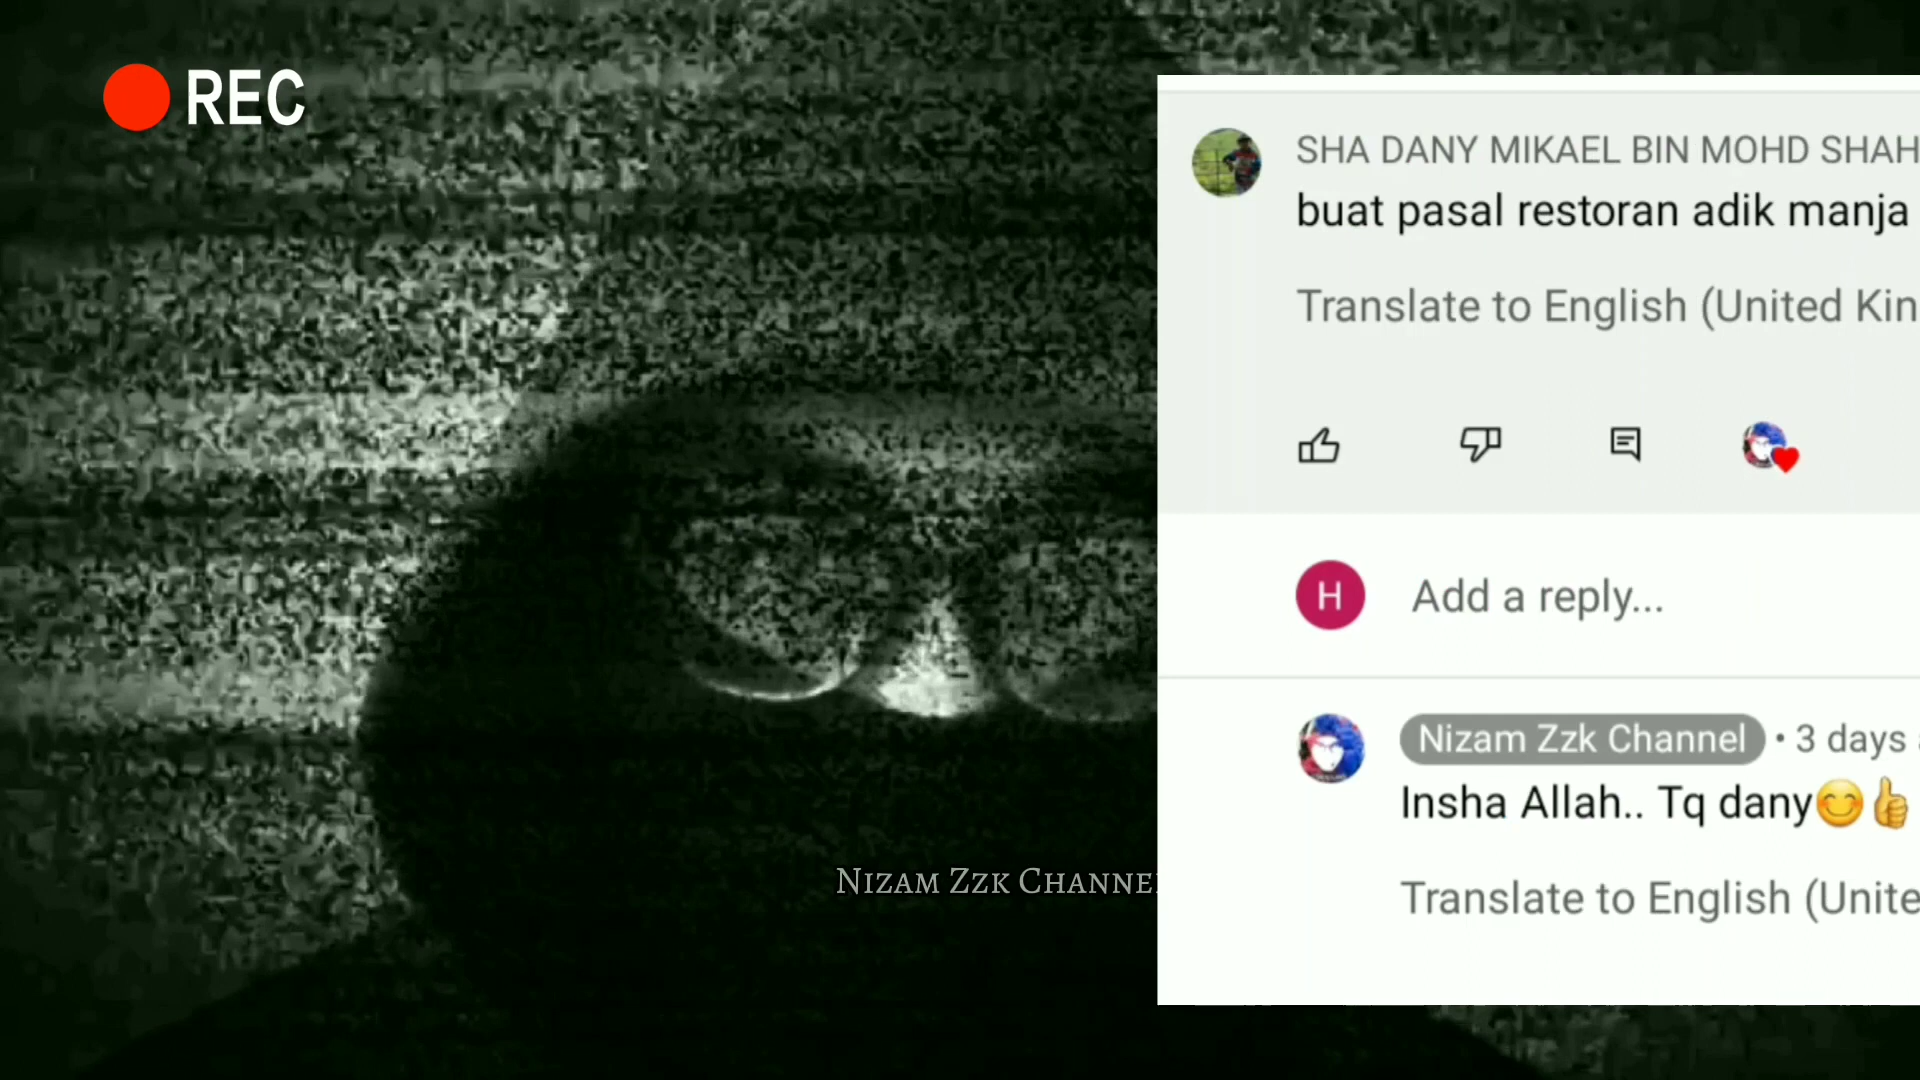 REC
SHA DANY MIKAEL BIN MOHD SHAH
buat pasal restoran adik manja
Translate to English (United Kin
H
Add a reply...
Nizam Zzk Channel • 3 days
Insha Allah.. Tq dany😊👍
Translate to English (Unite
NIZAM ZZK CHANNEL